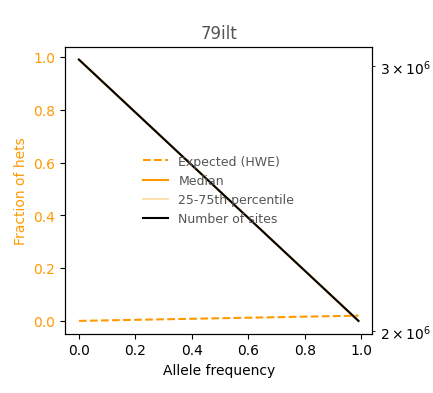 79ilt
1.0
0.8
0.6
0.4
0.2
0.0
Fraction of hets
Expected (HWE)
Median
25-75th percentile
Number of sites
3 × 10⁶
2 × 10⁶
0.0 0.2 0.4 0.6 0.8 1.0
Allele frequency